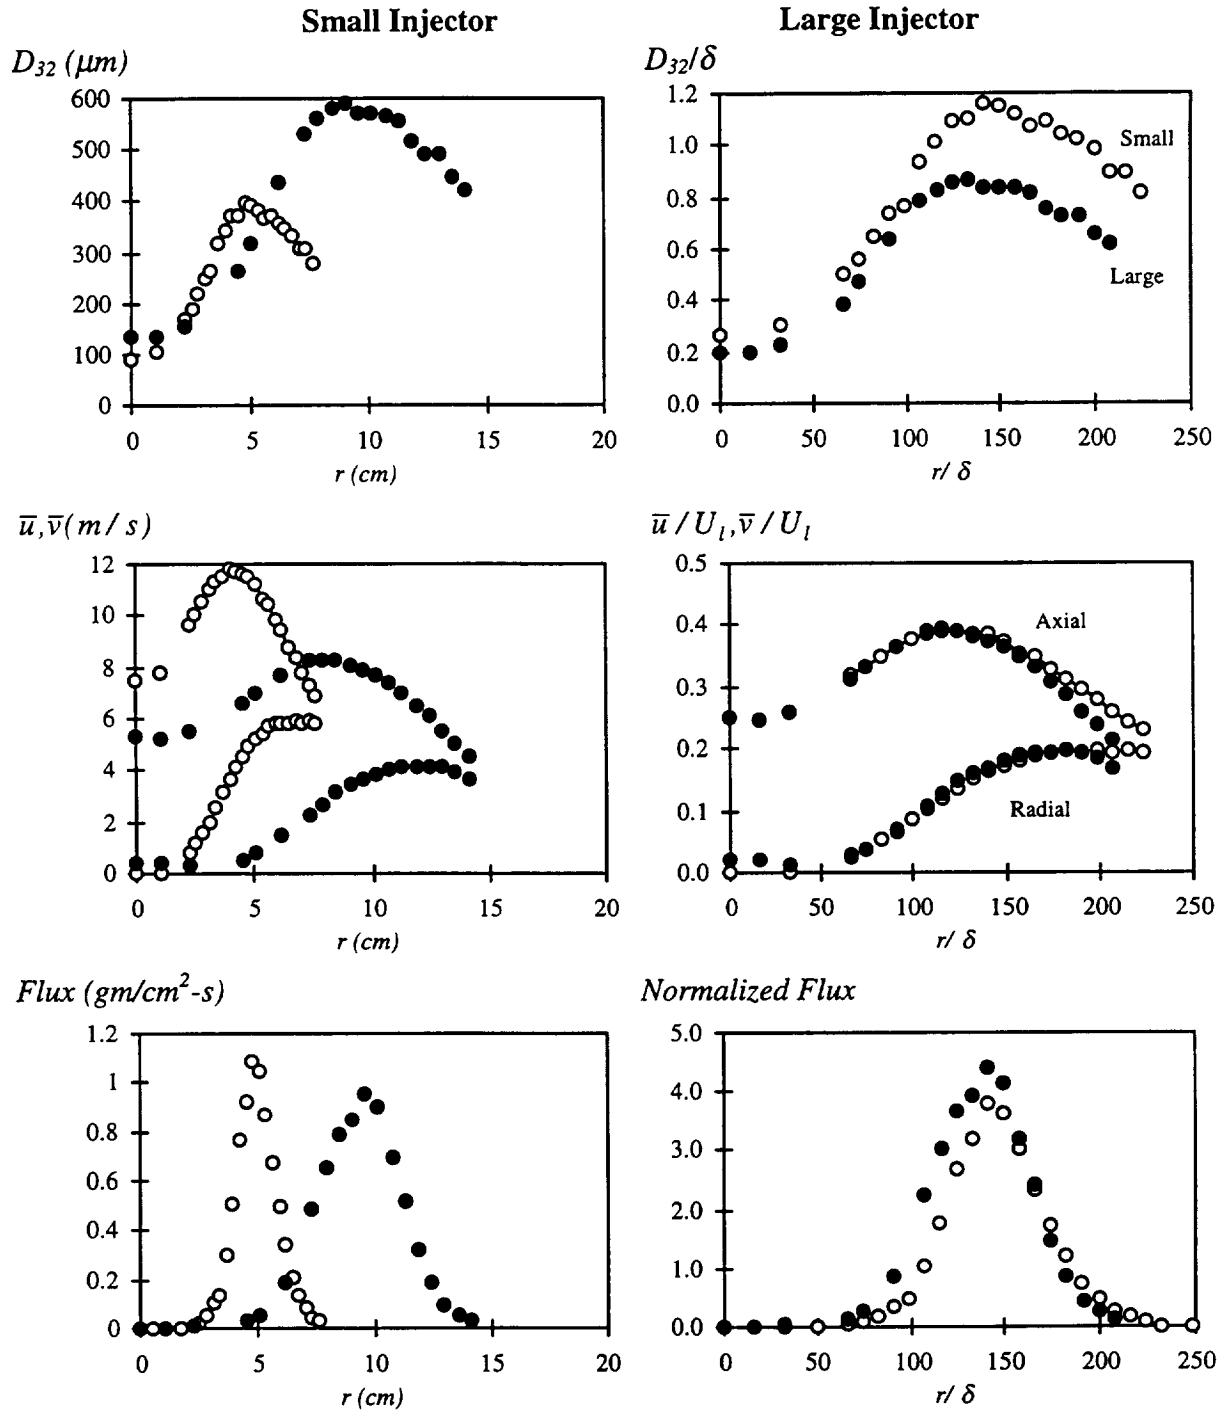 Small Injector
Large Injector
D₃₂ (μm)
600
500
400
300
200
100
0
0 5 10 15 20
r (cm)
D₃₂/δ
1.2
1.0
0.8
0.6
0.4
0.2
0.0
Small
Large
0 50 100 150 200 250
r/ δ
u̅,v̅(m/s)
12
10
8
6
4
2
0
0 5 10 15 20
r (cm)
u̅/Uₗ,v̅/Uₗ
0.5
0.4
0.3
0.2
0.1
0.0
Axial
Radial
0 50 100 150 200 250
r/ δ
Flux (gm/cm²-s)
1.2
1
0.8
0.6
0.4
0.2
0
0 5 10 15 20
r (cm)
Normalized Flux
5.0
4.0
3.0
2.0
1.0
0.0
0 50 100 150 200 250
r/ δ